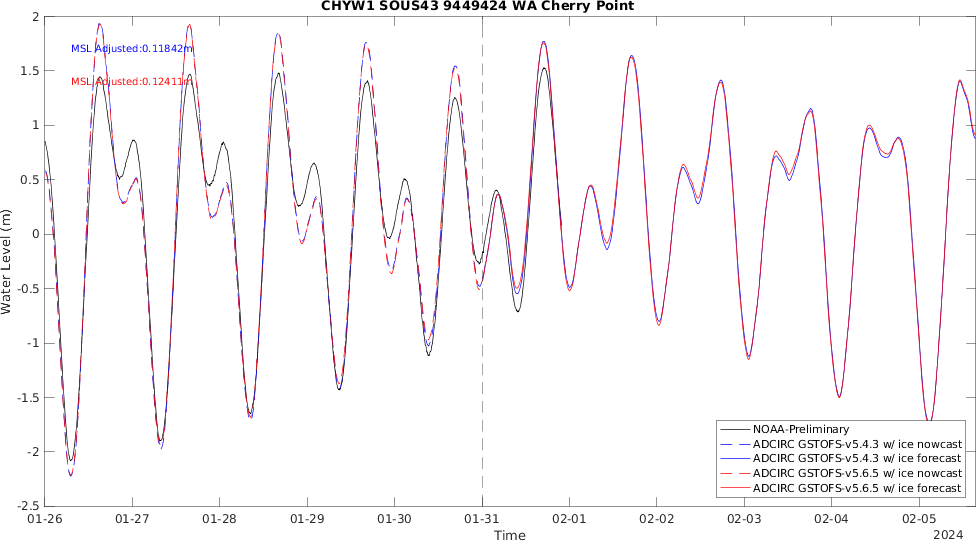 CHYW1 SOUS43 9449424 WA Cherry Point
2
1.5
1
0.5
0
-0.5
-1
-1.5
-2
-2.5
Water Level (m)
MSL Adjusted:0.11842m
MSL Adjusted:0.12411m
NOAA-Preliminary
ADCIRC GSTOFS-v5.4.3 w/ ice nowcast
ADCIRC GSTOFS-v5.4.3 w/ ice forecast
ADCIRC GSTOFS-v5.6.5 w/ ice nowcast
ADCIRC GSTOFS-v5.6.5 w/ ice forecast
01-26 01-27 01-28 01-29 01-30 01-31 02-01 02-02 02-03 02-04 02-05
Time
2024